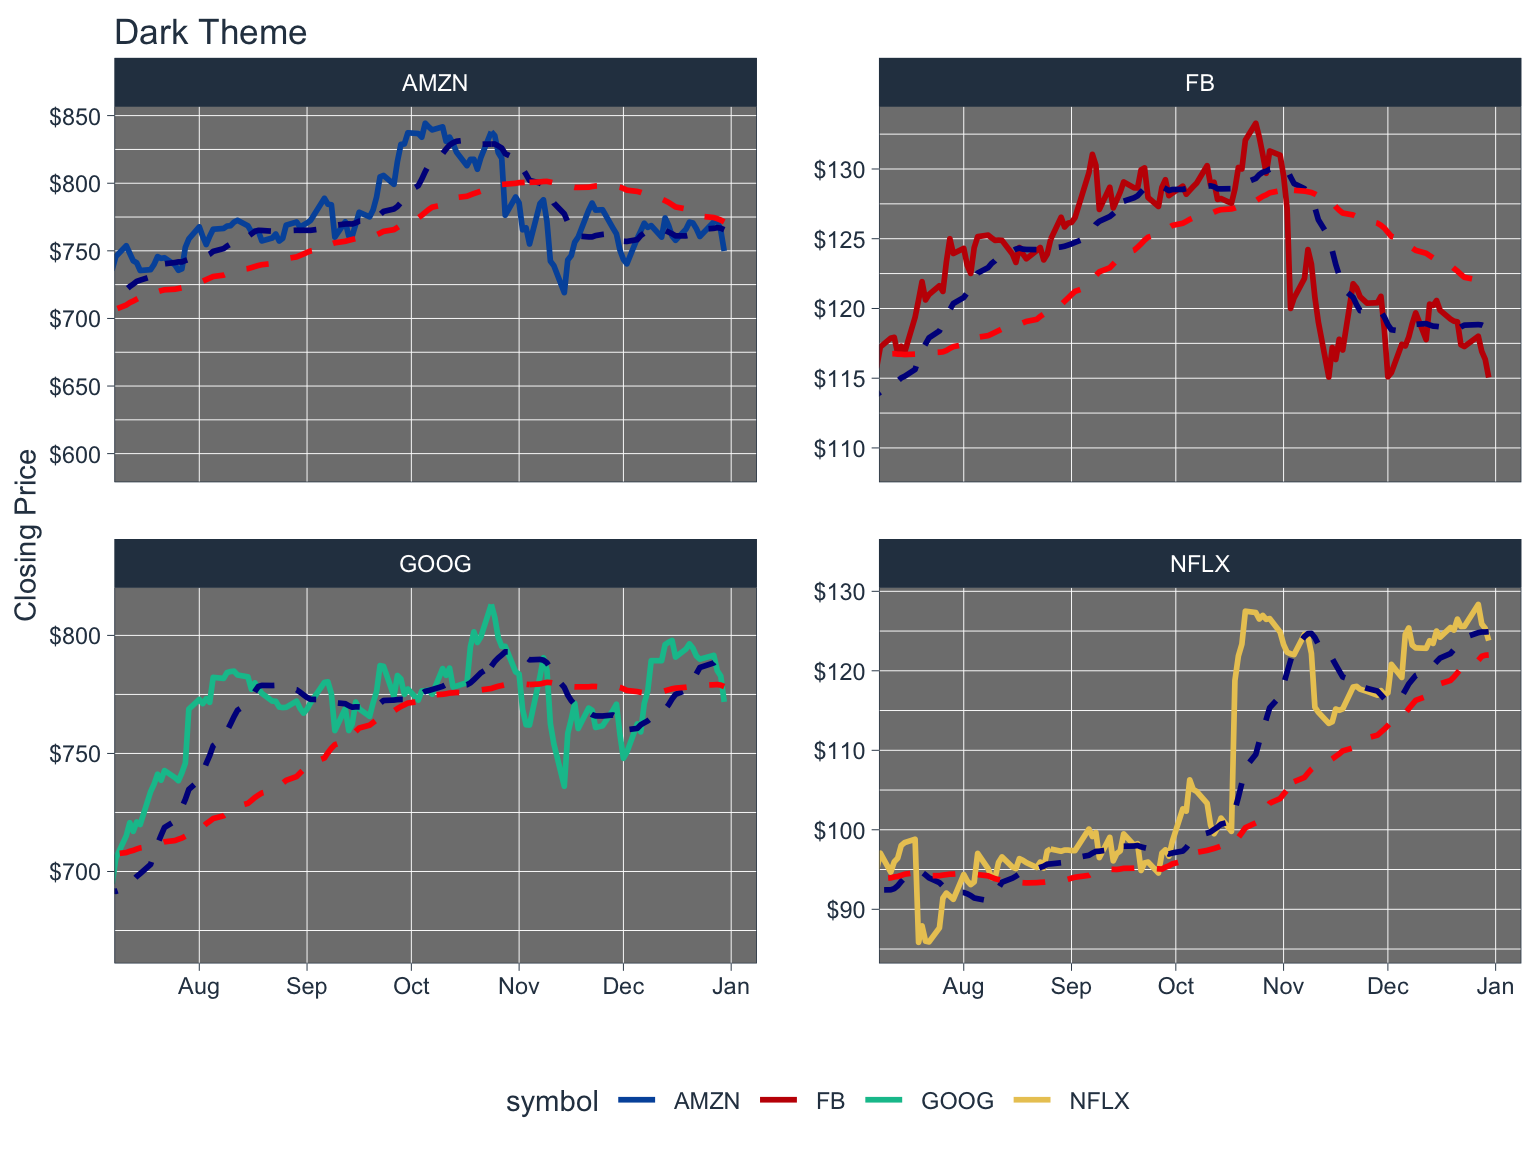 Dark Theme
AMZN
FB
$850
$800
$750
$700
$650
$600
$130
$125
$120
$115
$110
Closing Price
GOOG
NFLX
$800
$750
$700
$130
$120
$110
$100
$90
Aug Sep Oct Nov Dec Jan
Aug Sep Oct Nov Dec Jan
symbol AMZN FB GOOG NFLX